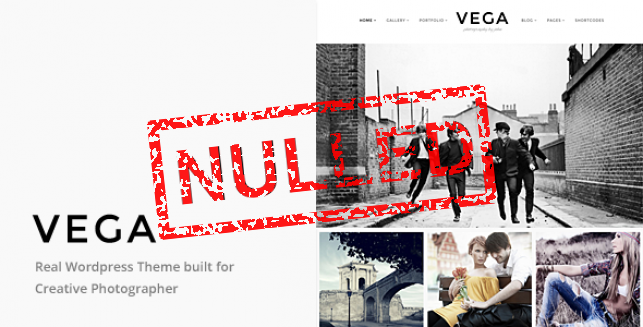 HOME
GALLERY
PORTFOLIO
VEGA
BLOG
PAGES
SHORTCODES
NULLED
VEGA
Real Wordpress Theme built for
Creative Photographer